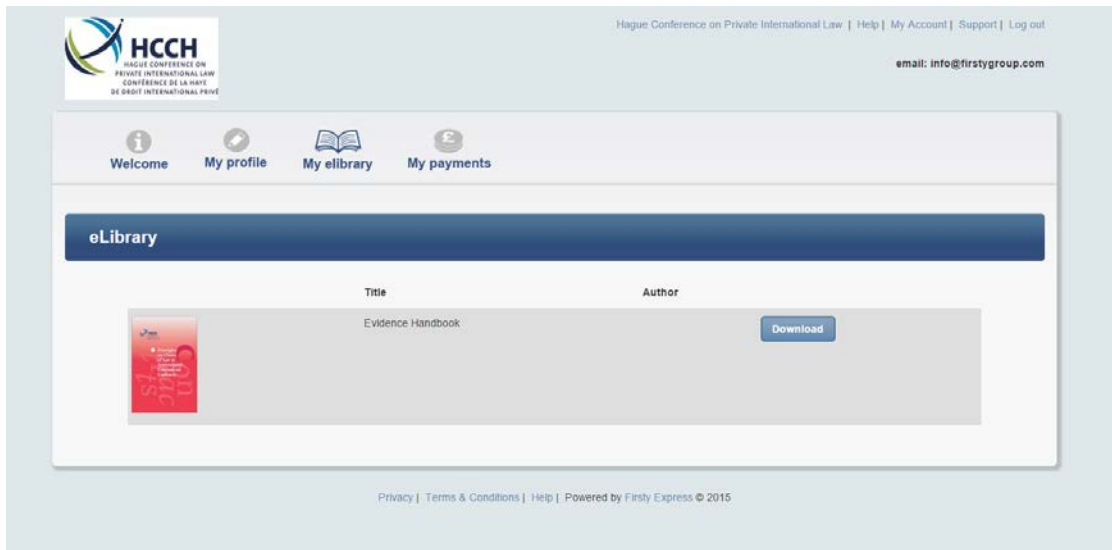 HCCH
HAGUE CONFERENCE ON
PRIVATE INTERNATIONAL LAW
CONFÉRENCE DE LA HAYE
DE DROIT INTERNATIONAL PRIVÉ
Hague Conference on Private International Law | Help | My Account | Support | Log out
email: info@firstygroup.com
Welcome My profile My elibrary My payments
eLibrary
Title Author
Evidence Handbook Download
Privacy | Terms & Conditions | Help | Powered by Firsty Express © 2015